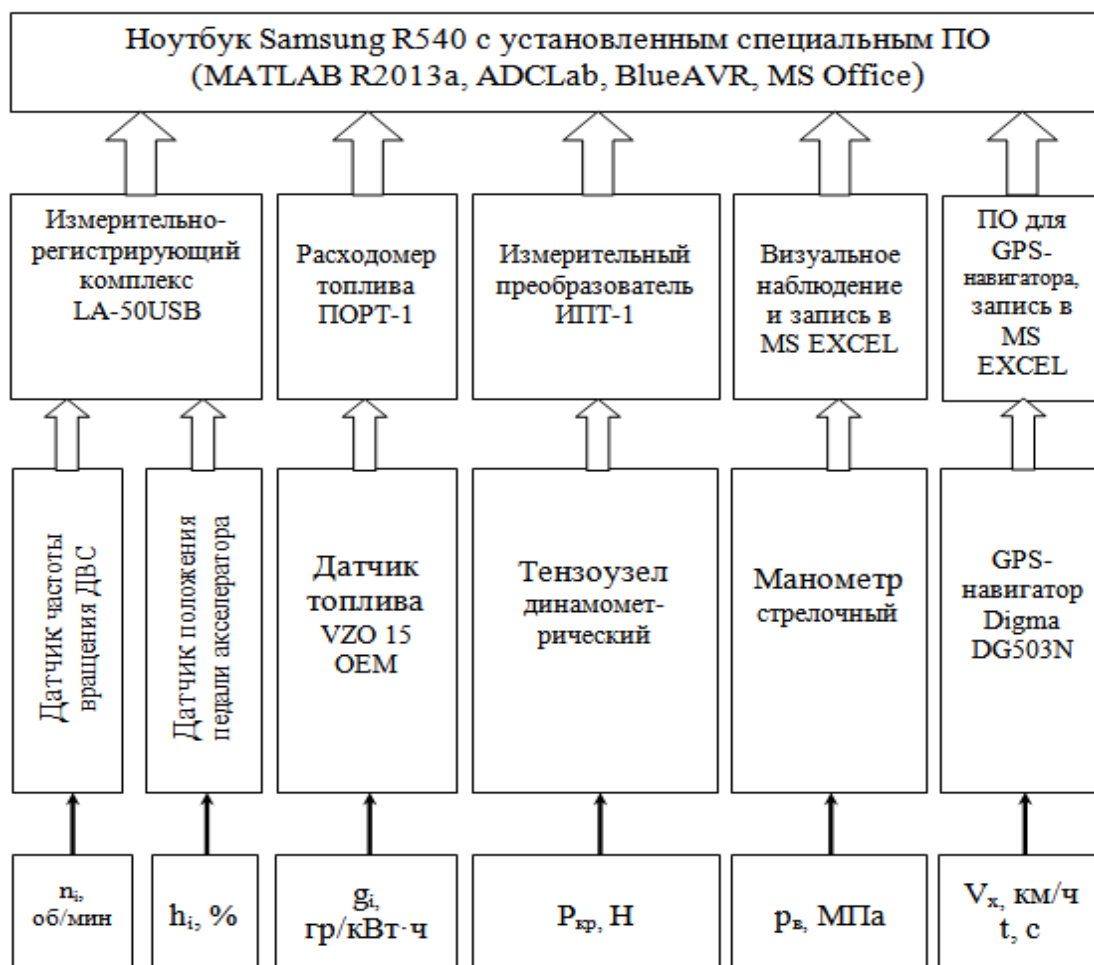 Ноутбук Samsung R540 с установленным специальным ПО
(MATLAB R2013a, ADCLab, BlueAVR, MS Office)
Измерительно-
регистрирующий
комплекс
LA-50USB
Расходомер
топлива
ПОРТ-1
Измерительный
преобразователь
ИПТ-1
Визуальное
наблюдение
и запись в
MS EXCEL
ПО для
GPS-
навигатора,
запись в
MS
EXCEL
Датчик частоты
вращения ДВС
Датчик положения
педали акселератора
Датчик
топлива
VZO 15
OEM
Тензоузел
динамомет-
рический
Манометр
стрелочный
GPS-
навигатор
Digma
DG503N
nᵢ,
об/мин
hᵢ, %
gᵢ,
гр/кВт·ч
Pкр, Н
pв, МПа
Vₓ, км/ч
t, с